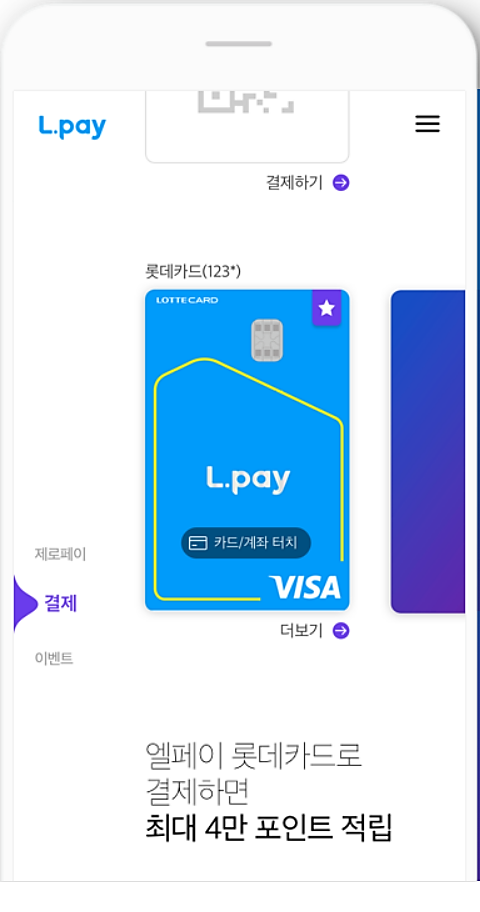 L.pay
결제하기
롯데카드(123*)
LOTTE CARD
L.pay
카드/계좌 터치
VISA
제로페이
결제
더보기
이벤트
엘페이 롯데카드로
결제하면
최대 4만 포인트 적립